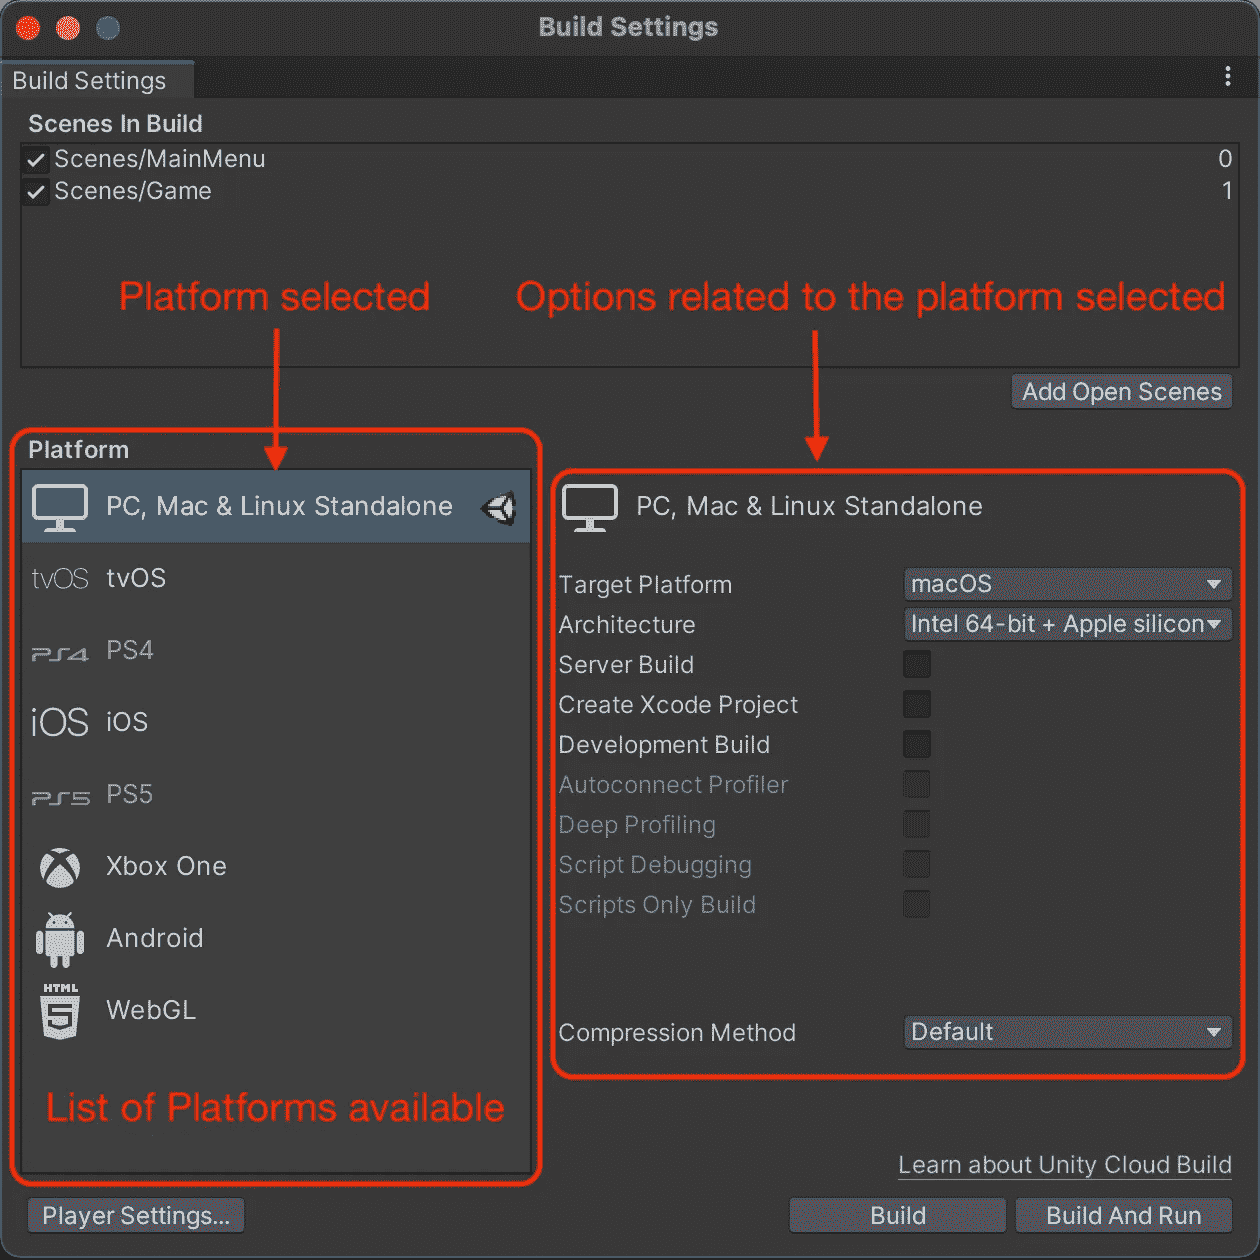 Build Settings
Build Settings
Scenes In Build
Scenes/MainMenu 0
Scenes/Game 1
Platform selected
Options related to the platform selected
Add Open Scenes
Platform
PC, Mac & Linux Standalone
tvOS tvOS
PS4 PS4
iOS iOS
PS5 PS5
Xbox One
Android
HTML
5 WebGL
List of Platforms available
PC, Mac & Linux Standalone
Target Platform macOS
Architecture Intel 64-bit + Apple silicon
Server Build
Create Xcode Project
Development Build
Autoconnect Profiler
Deep Profiling
Script Debugging
Scripts Only Build
Compression Method Default
Learn about Unity Cloud Build
Player Settings... Build Build And Run